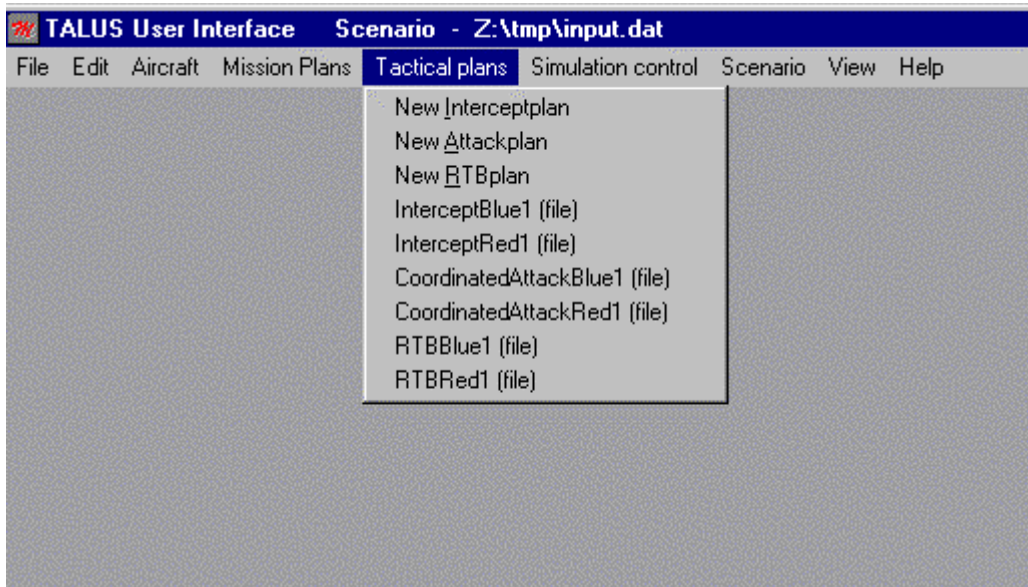 TALUS User Interface Scenario - Z:\tmp\input.dat
File Edit Aircraft Mission Plans Tactical plans Simulation control Scenario View Help
New Interceptplan
New Attackplan
New RTBplan
InterceptBlue1 (file)
InterceptRed1 (file)
CoordinatedAttackBlue1 (file)
CoordinatedAttackRed1 (file)
RTBBlue1 (file)
RTBRed1 (file)